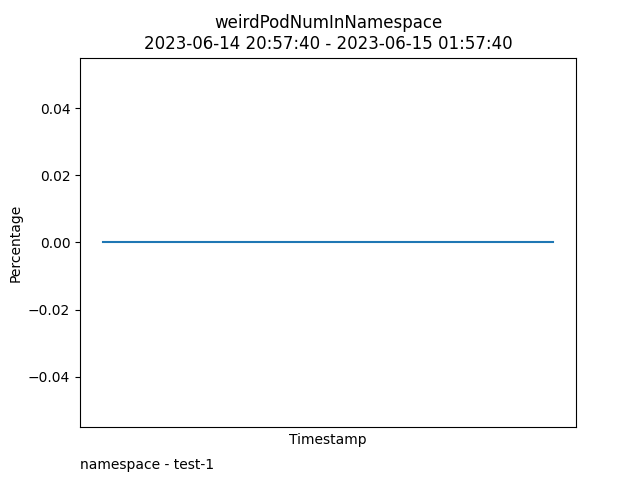 weirdPodNumInNamespace
2023-06-14 20:57:40 - 2023-06-15 01:57:40
0.04
0.02
0.00
−0.02
−0.04
Percentage
Timestamp
namespace - test-1